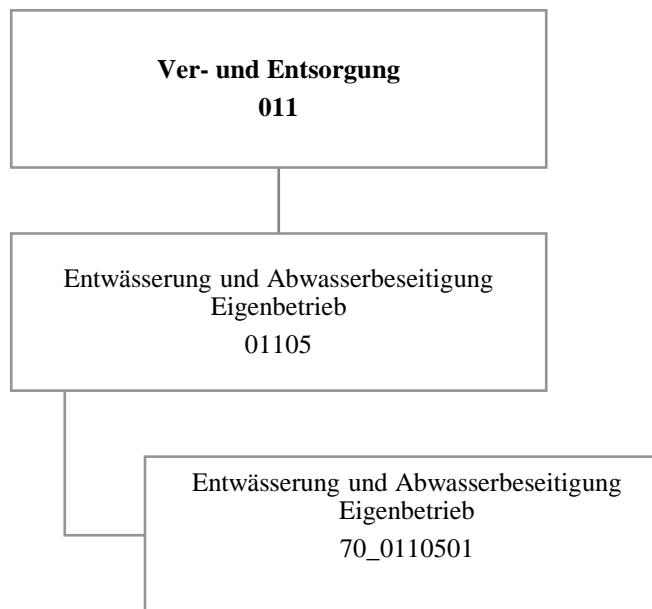 Ver- und Entsorgung
011
Entwässerung und Abwasserbeseitigung
Eigenbetrieb
01105
Entwässerung und Abwasserbeseitigung
Eigenbetrieb
70_0110501